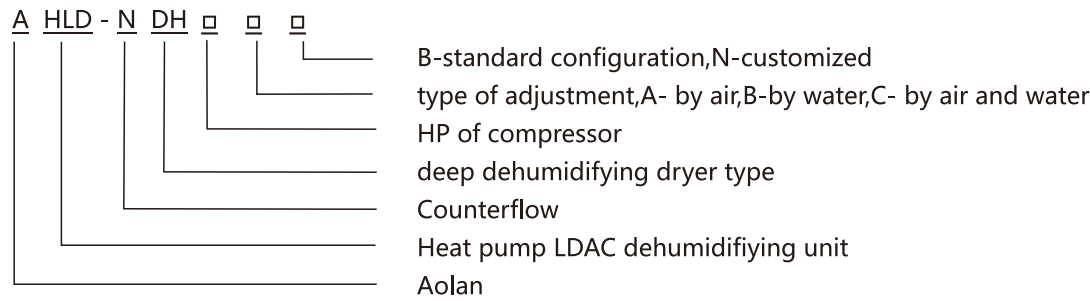 A HLD - N DH □ □ □
B-standard configuration,N-customized
type of adjustment,A- by air,B-by water,C- by air and water
HP of compressor
deep dehumidifying dryer type
Counterflow
Heat pump LDAC dehumidifiying unit
Aolan